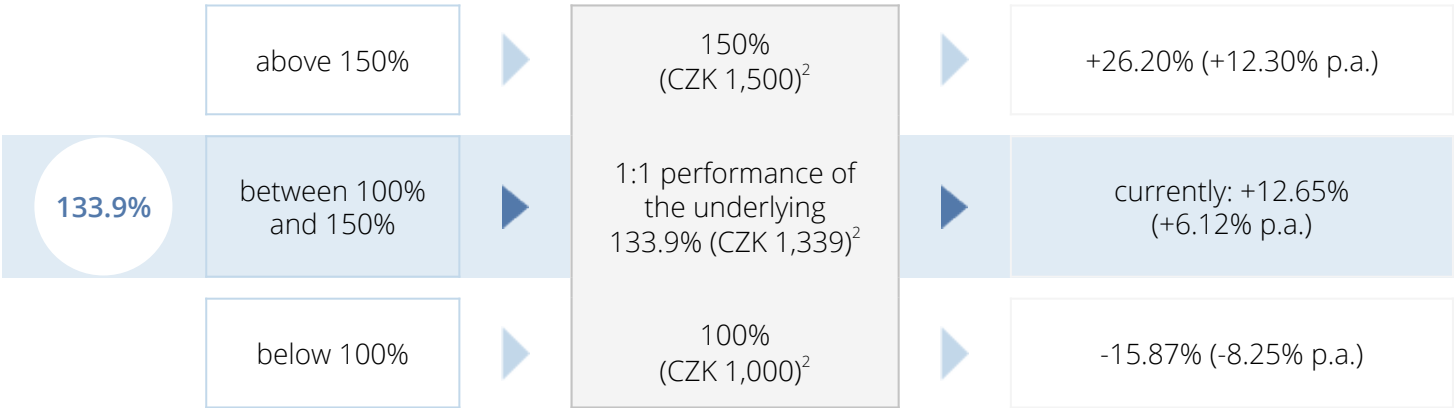 above 150%
150%
(CZK 1,500)²
+26.20% (+12.30% p.a.)
133.9%
between 100%
and 150%
1:1 performance of
the underlying
133.9% (CZK 1,339)²
currently: +12.65%
(+6.12% p.a.)
below 100%
100%
(CZK 1,000)²
-15.87% (-8.25% p.a.)